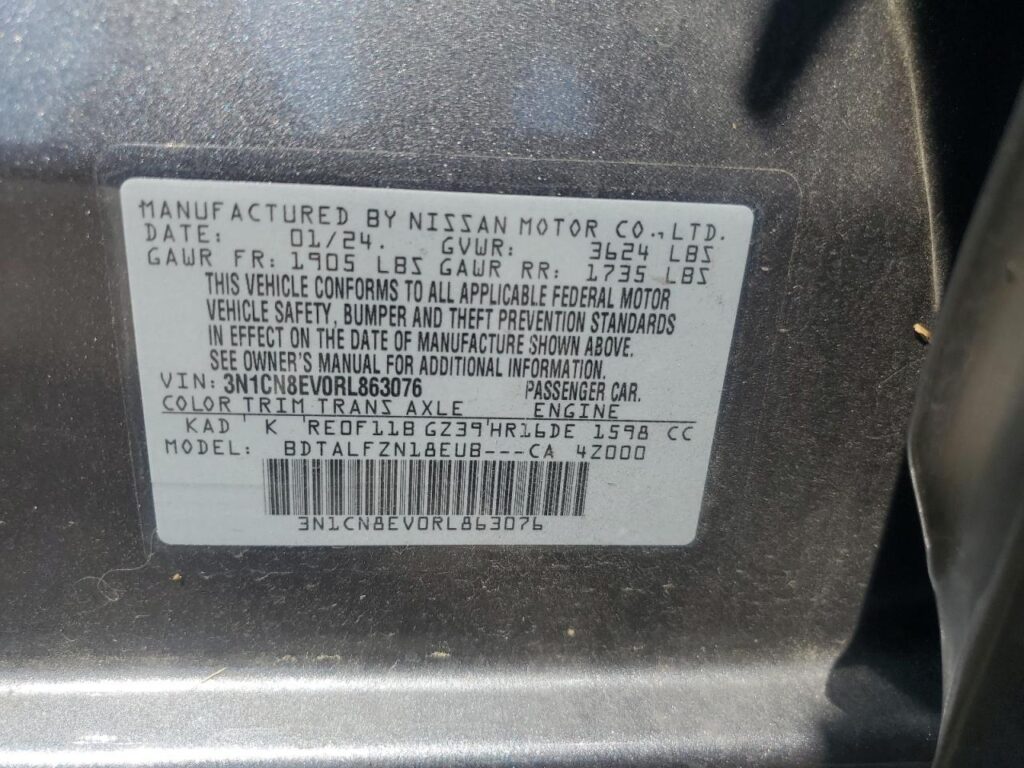 MANUFACTURED BY NISSAN MOTOR CO.,LTD.
DATE: 01/24. GVWR: 3624 LBS
GAWR FR: 1905 LBS GAWR RR: 1735 LBS
THIS VEHICLE CONFORMS TO ALL APPLICABLE FEDERAL MOTOR
VEHICLE SAFETY, BUMPER AND THEFT PREVENTION STANDARDS
IN EFFECT ON THE DATE OF MANUFACTURE SHOWN ABOVE.
SEE OWNER'S MANUAL FOR ADDITIONAL INFORMATION.
VIN: 3N1CN8EV0RL863076 PASSENGER CAR.
COLOR TRIM TRANS AXLE ENGINE
KAD K RE0F11B GZ39 HR16DE 1598 CC
MODEL: BDTALFZN18EUB---CA 4Z000
3N1CN8EV0RL863076